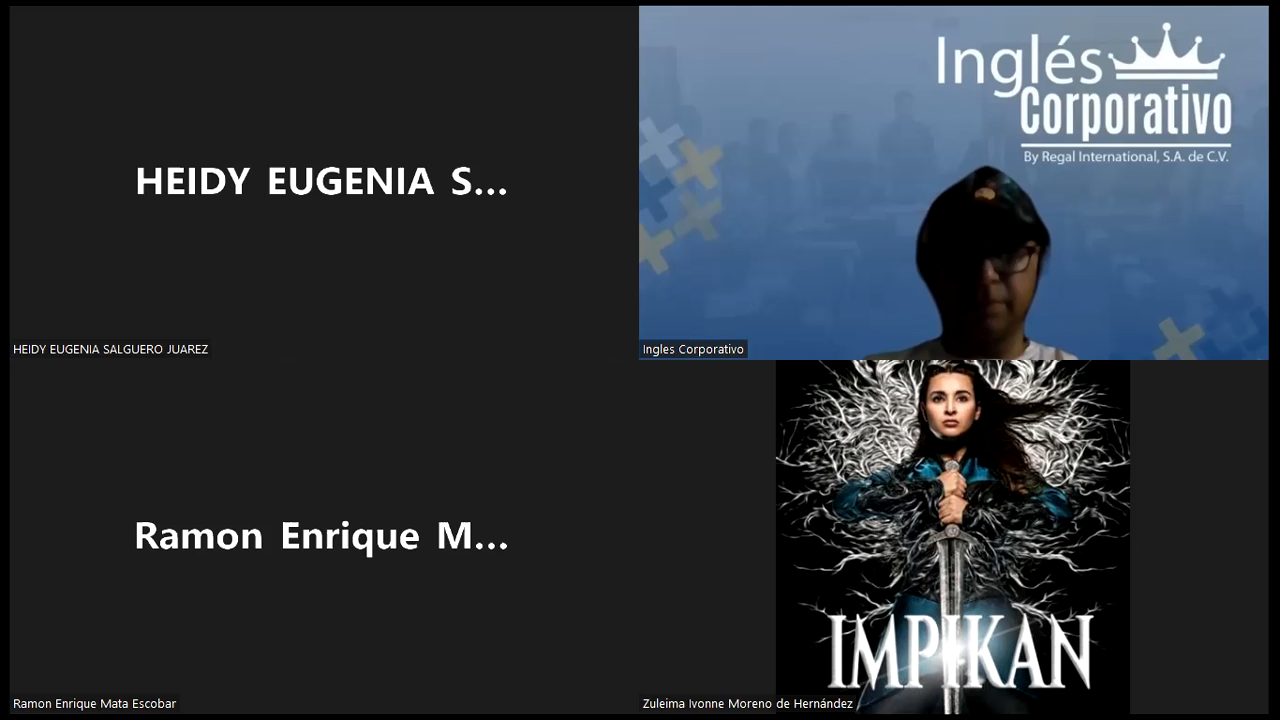 HEIDY EUGENIA S...
HEIDY EUGENIA SALGUERO JUAREZ
Inglés
Corporativo
By Regal International, S.A. de C.V.
Ingles Corporativo
Ramon Enrique M...
Ramon Enrique Mata Escobar
IMPIKAN
Zuleima Ivonne Moreno de Hernández